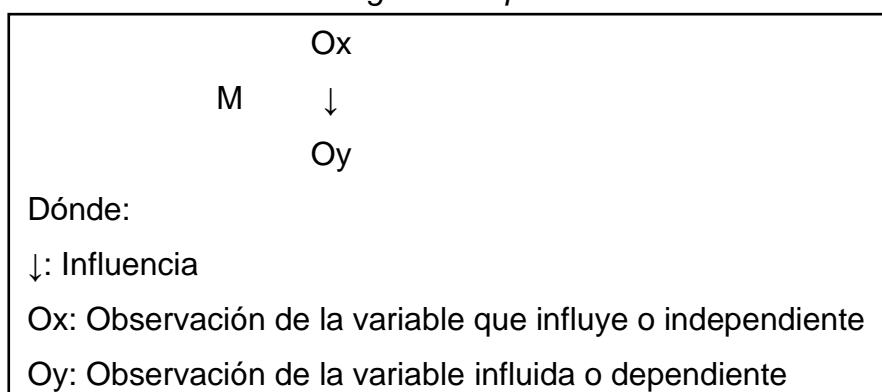 Ox
M ↓
Oy
Dónde:
↓: Influencia
Ox: Observación de la variable que influye o independiente
Oy: Observación de la variable influida o dependiente